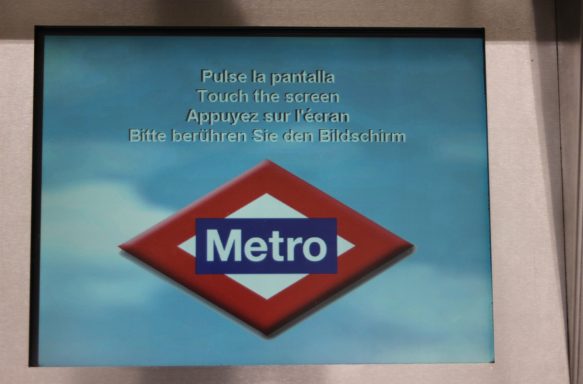 Pulse la pantalla
Touch the screen
Appuyez sur l'écran
Bitte berühren Sie den Bildschirm
Metro